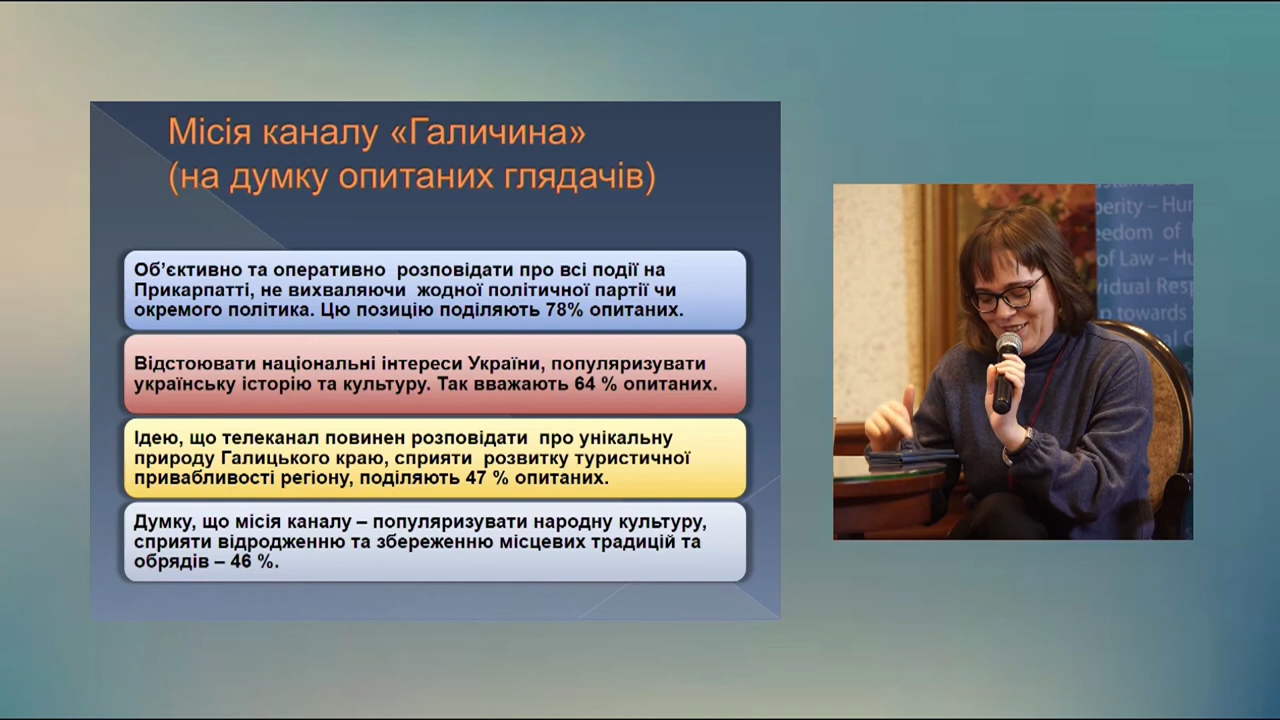 Місія каналу «Галичина»
(на думку опитаних глядачів)
Об’єктивно та оперативно розповідати про всі події на
Прикарпатті, не вихваляючи жодної політичної партії чи
окремого політика. Цю позицію поділяють 78% опитаних.
Відстоювати національні інтереси України, популяризувати
українську історію та культуру. Так вважають 64 % опитаних.
Ідею, що телеканал повинен розповідати про унікальну
природу Галицького краю, сприяти розвитку туристичної
привабливості регіону, поділяють 47 % опитаних.
Думку, що місія каналу – популяризувати народну культуру,
сприяти відродженню та збереженню місцевих традицій та
обрядів – 46 %.
of Law –